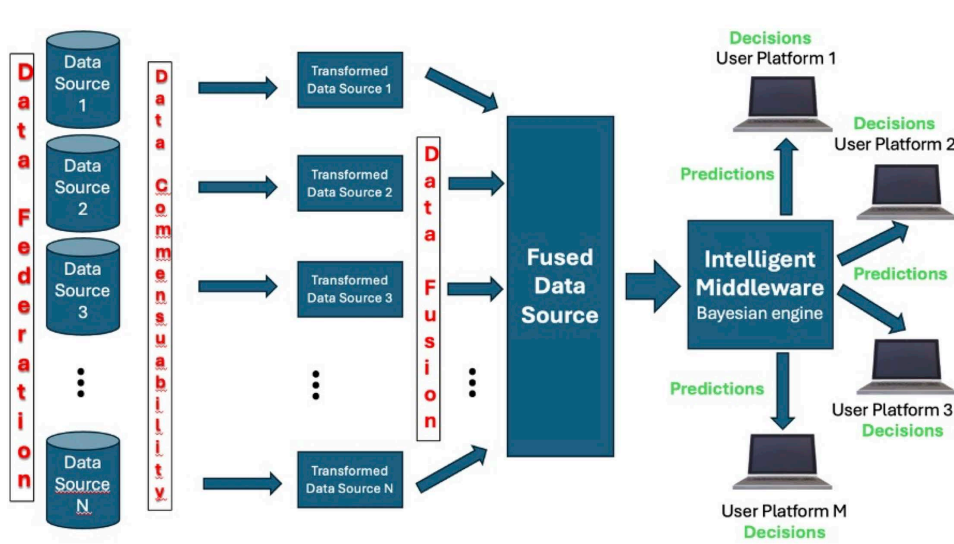 Data Federation
Data
Source
1
Data
Source
2
Data
Source
3
Data
Source
N
Data Commensuability
Transformed
Data Source 1
Transformed
Data Source 2
Transformed
Data Source 3
Transformed
Data Source N
Data Fusion
Fused
Data
Source
Intelligent
Middleware
Bayesian engine
Predictions
Predictions
Predictions
Decisions
User Platform 1
Decisions
User Platform 2
User Platform 3
Decisions
User Platform M
Decisions